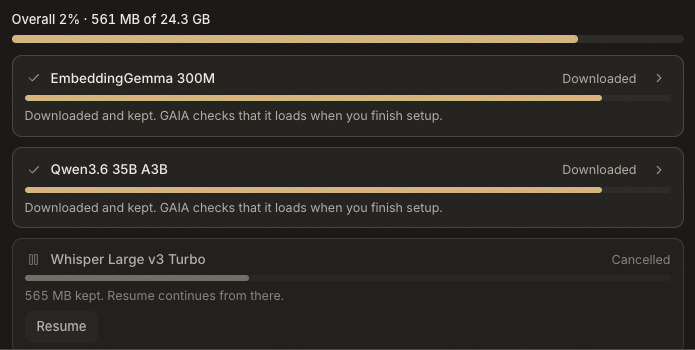 Overall 2% · 561 MB of 24.3 GB
EmbeddingGemma 300M Downloaded
Downloaded and kept. GAIA checks that it loads when you finish setup.
Qwen3.6 35B A3B Downloaded
Downloaded and kept. GAIA checks that it loads when you finish setup.
Whisper Large v3 Turbo Cancelled
565 MB kept. Resume continues from there.
Resume